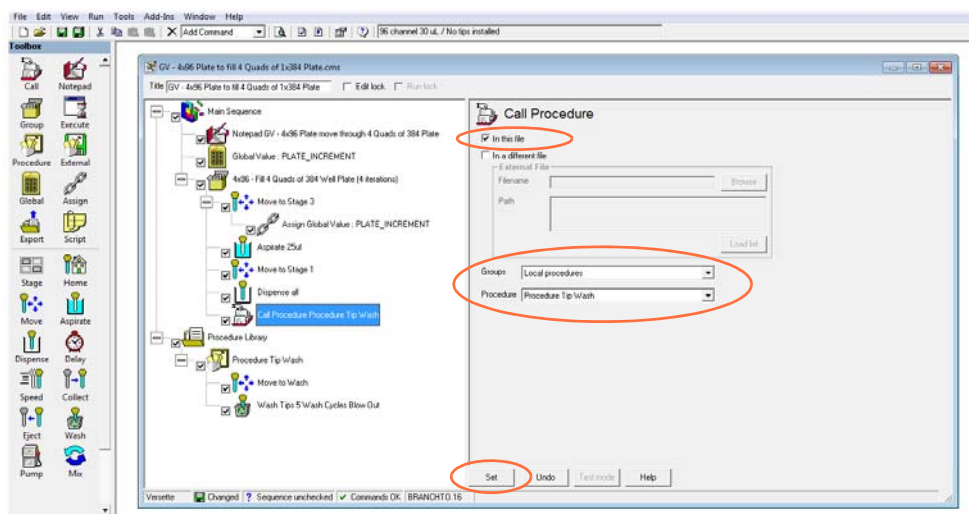 File Edit View Run Tools Add-Ins Window Help
Add Command 96 channel 30 uL / No tips installed
Toolbox
Call Notepad
Group Execute
Procedure External
Global Assign
Export Script
Stage Home
Move Aspirate
Dispense Delay
Speed Collect
Eject Wash
Pump Mix
GV - 4x96 Plate to fill 4 Quads of 1x384 Plate.cms
Title GV - 4x96 Plate to fill 4 Quads of 1x384 Plate Edit lock Run lock
Main Sequence
Notepad GV - 4x96 Plate move through 4 Quads of 384 Plate
Global Value : PLATE_INCREMENT
4x96 - Fill 4 Quads of 384 Well Plate (4 iterations)
Move to Stage 3
Assign Global Value : PLATE_INCREMENT
Aspirate 25ul
Move to Stage 1
Dispense all
Call Procedure Procedure Tip Wash
Procedure Library
Procedure Tip Wash
Move to Wash
Wash Tips 5 Wash Cycles Blow Out
Call Procedure
In this file
In a different file
External File
Filename Browse
Path
Load list
Groups Local procedures
Procedure Procedure Tip Wash
Set Undo Test mode Help
Versette Changed ? Sequence unchecked Commands OK BRANCHTO.16